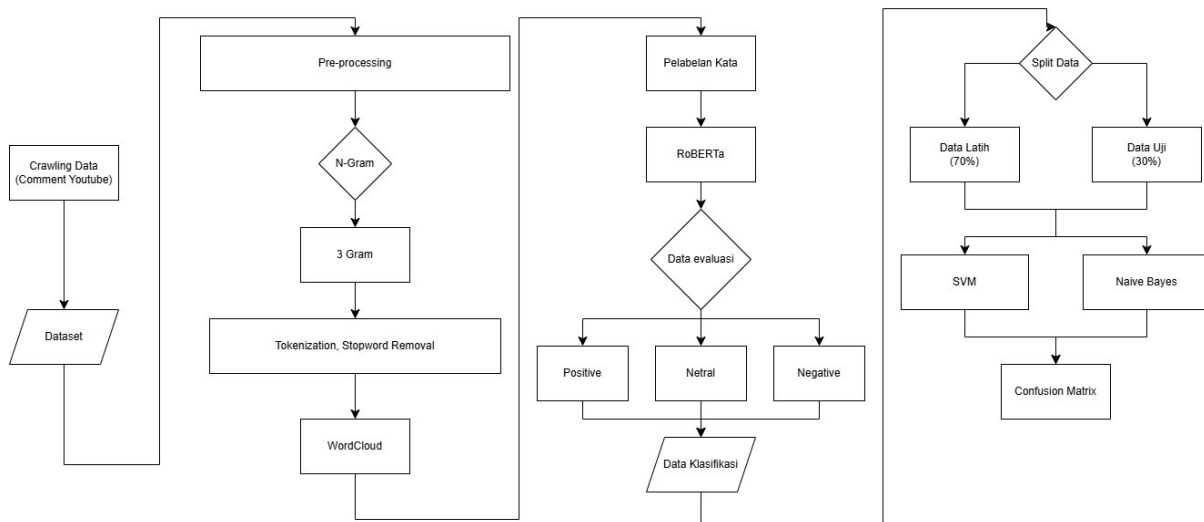 Crawling Data
(Comment Youtube)
Dataset
Pre-processing
N-Gram
3 Gram
Tokenization, Stopword Removal
WordCloud
Pelabelan Kata
RoBERTa
Data evaluasi
Positive
Netral
Negative
Data Klasifikasi
Split Data
Data Latih
(70%)
Data Uji
(30%)
SVM
Naive Bayes
Confusion Matrix